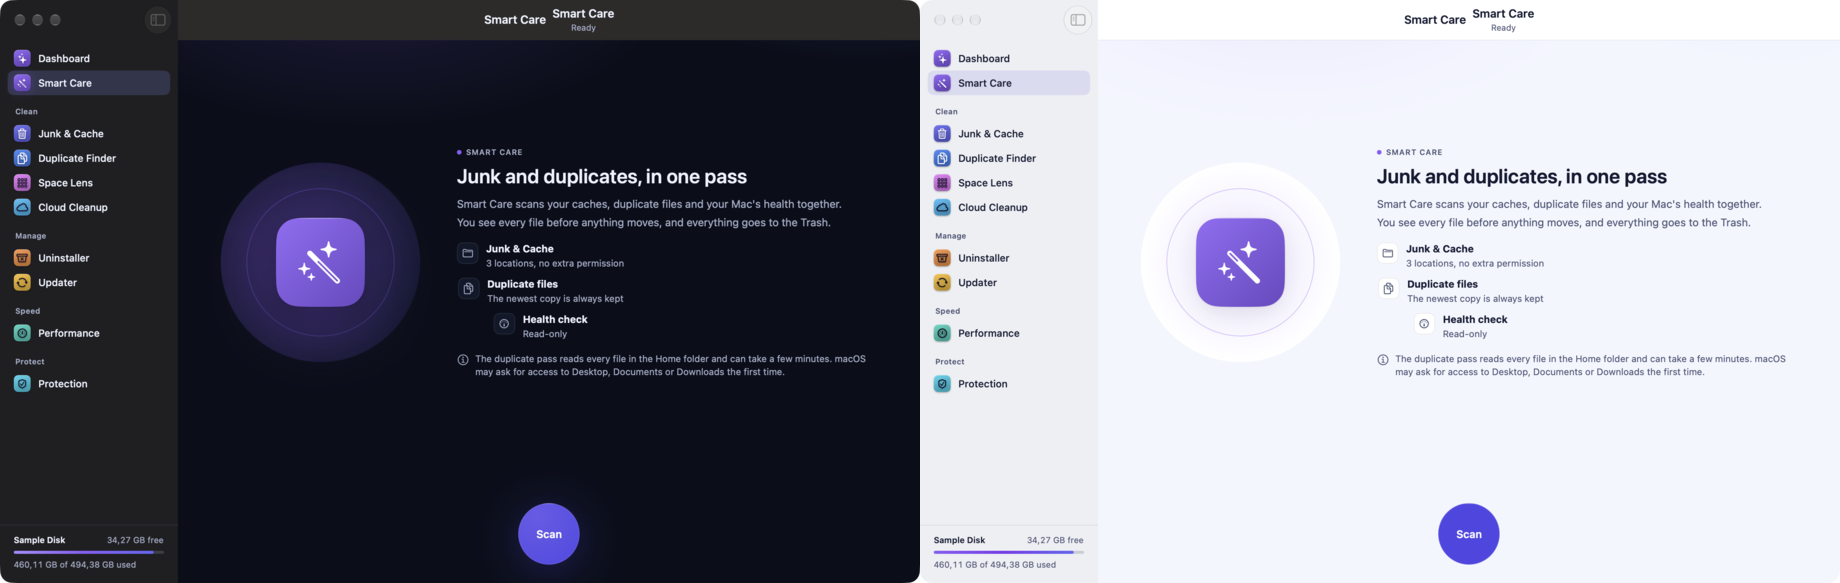 Smart Care
Smart Care
Ready
Dashboard
Smart Care
Clean
Junk & Cache
Duplicate Finder
Space Lens
Cloud Cleanup
Manage
Uninstaller
Updater
Speed
Performance
Protect
Protection
Sample Disk
34,27 GB free
460,11 GB of 494,38 GB used
SMART CARE
Junk and duplicates, in one pass
Smart Care scans your caches, duplicate files and your Mac's health together.
You see every file before anything moves, and everything goes to the Trash.
Junk & Cache
3 locations, no extra permission
Duplicate files
The newest copy is always kept
Health check
Read-only
The duplicate pass reads every file in the Home folder and can take a few minutes. macOS
may ask for access to Desktop, Documents or Downloads the first time.
Scan
Smart Care
Smart Care
Ready
Dashboard
Smart Care
Clean
Junk & Cache
Duplicate Finder
Space Lens
Cloud Cleanup
Manage
Uninstaller
Updater
Speed
Performance
Protect
Protection
Sample Disk
34,27 GB free
460,11 GB of 494,38 GB used
SMART CARE
Junk and duplicates, in one pass
Smart Care scans your caches, duplicate files and your Mac's health together.
You see every file before anything moves, and everything goes to the Trash.
Junk & Cache
3 locations, no extra permission
Duplicate files
The newest copy is always kept
Health check
Read-only
The duplicate pass reads every file in the Home folder and can take a few minutes. macOS
may ask for access to Desktop, Documents or Downloads the first time.
Scan